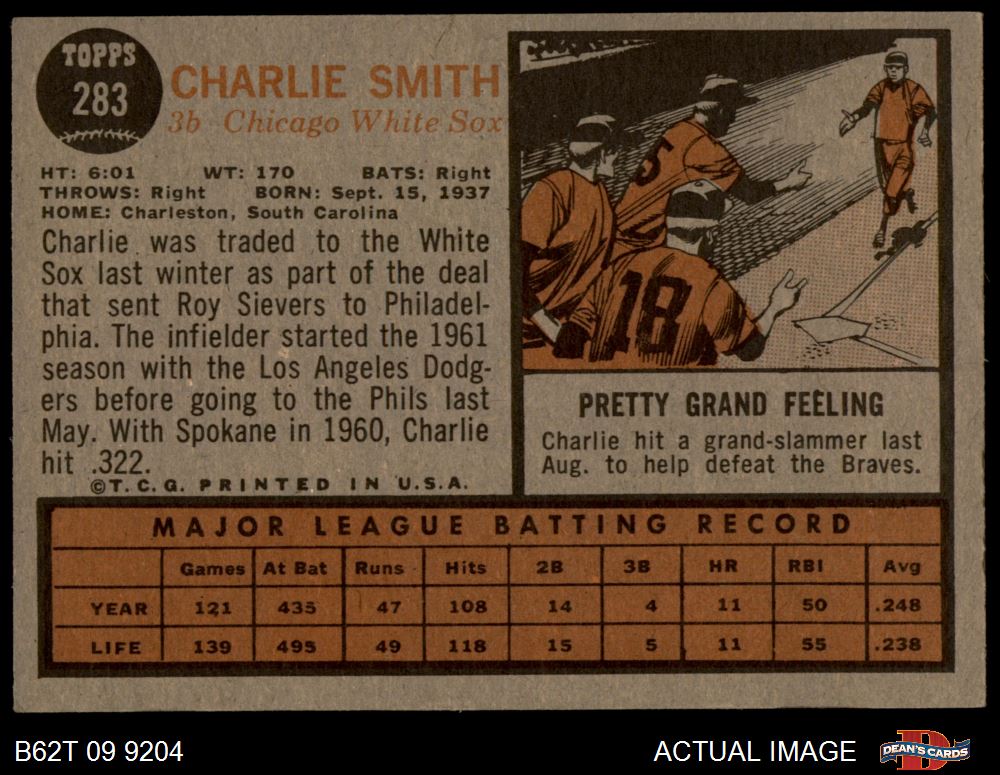 TOPPS
283
CHARLIE SMITH
3b Chicago White Sox
HT: 6:01 WT: 170 BATS: Right
THROWS: Right BORN: Sept. 15, 1937
HOME: Charleston, South Carolina
Charlie was traded to the White
Sox last winter as part of the deal
that sent Roy Sievers to Philadel-
phia. The infielder started the 1961
season with the Los Angeles Dodg-
ers before going to the Phils last
May. With Spokane in 1960, Charlie
hit .322.
©T.C.G. PRINTED IN U.S.A.
5
18
PRETTY GRAND FEELING
Charlie hit a grand-slammer last
Aug. to help defeat the Braves.
MAJOR LEAGUE BATTING RECORD
Games At Bat Runs Hits 2B 3B HR RBI Avg
YEAR 121 435 47 108 14 4 11 50 .248
LIFE 139 495 49 118 15 5 11 55 .238
B62T 09 9204
ACTUAL IMAGE
D
DEAN'S CARDS